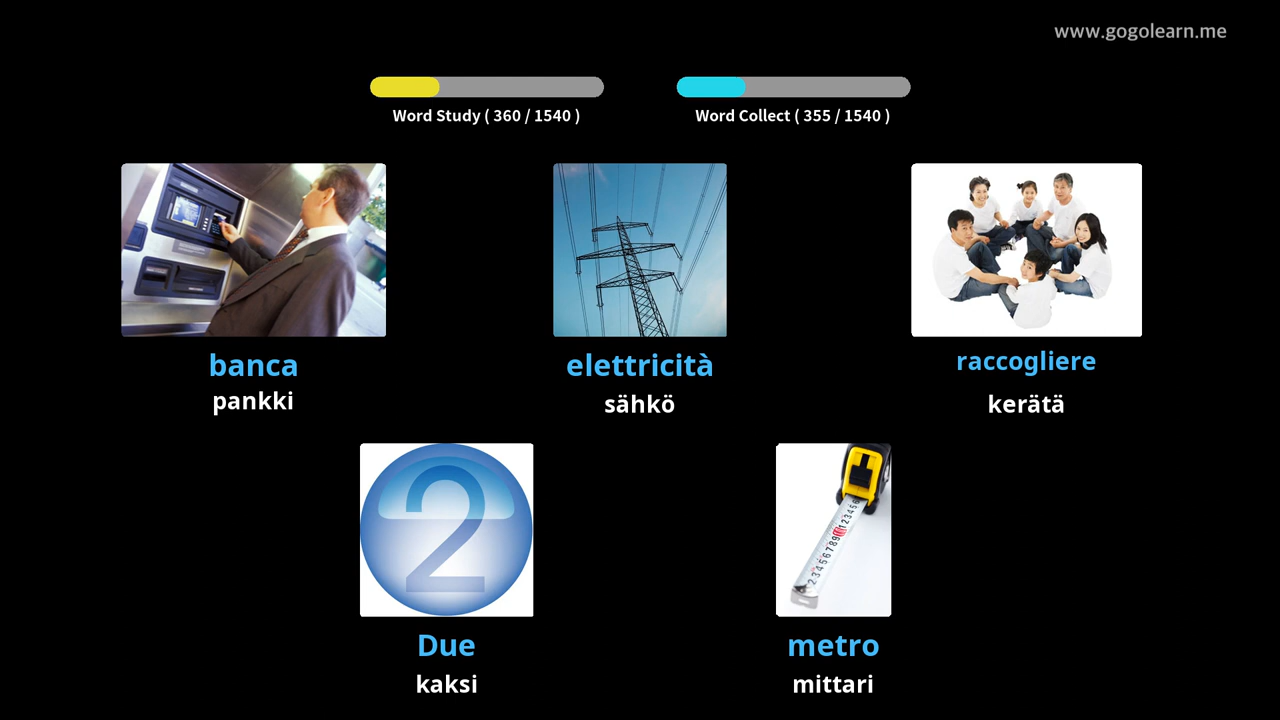 www.gogolearn.me
Word Study ( 360 / 1540 )
Word Collect ( 355 / 1540 )
banca
pankki
elettricità
sähkö
raccogliere
kerätä
2
Due
kaksi
metro
mittari